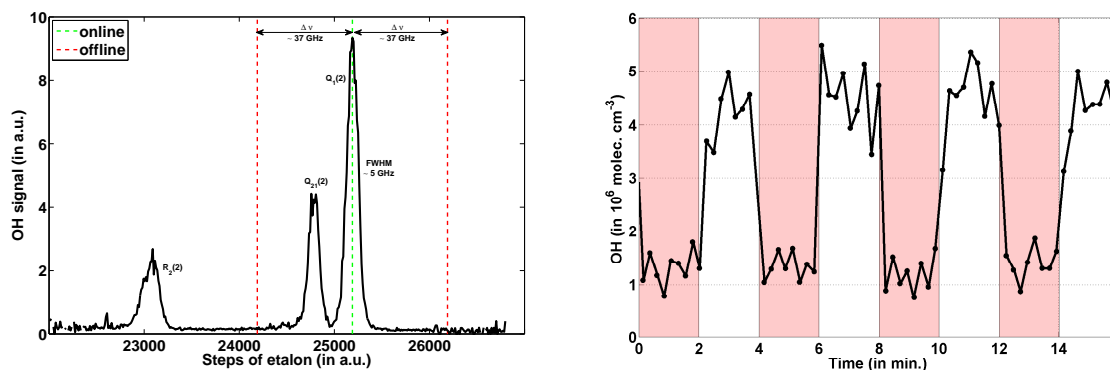 online
offline
Δ ν
~ 37 GHz
Δ ν
~ 37 GHz
Q1(2)
Q21(2)
R2(2)
FWHM
~ 5 GHz
10
8
6
4
2
0
OH signal (in a.u.)
23000 24000 25000 26000
Steps of etalon (in a.u.)
6
5
4
3
2
1
0
OH (in 10^6 molec. cm^-3)
0 2 4 6 8 10 12 14
Time (in min.)